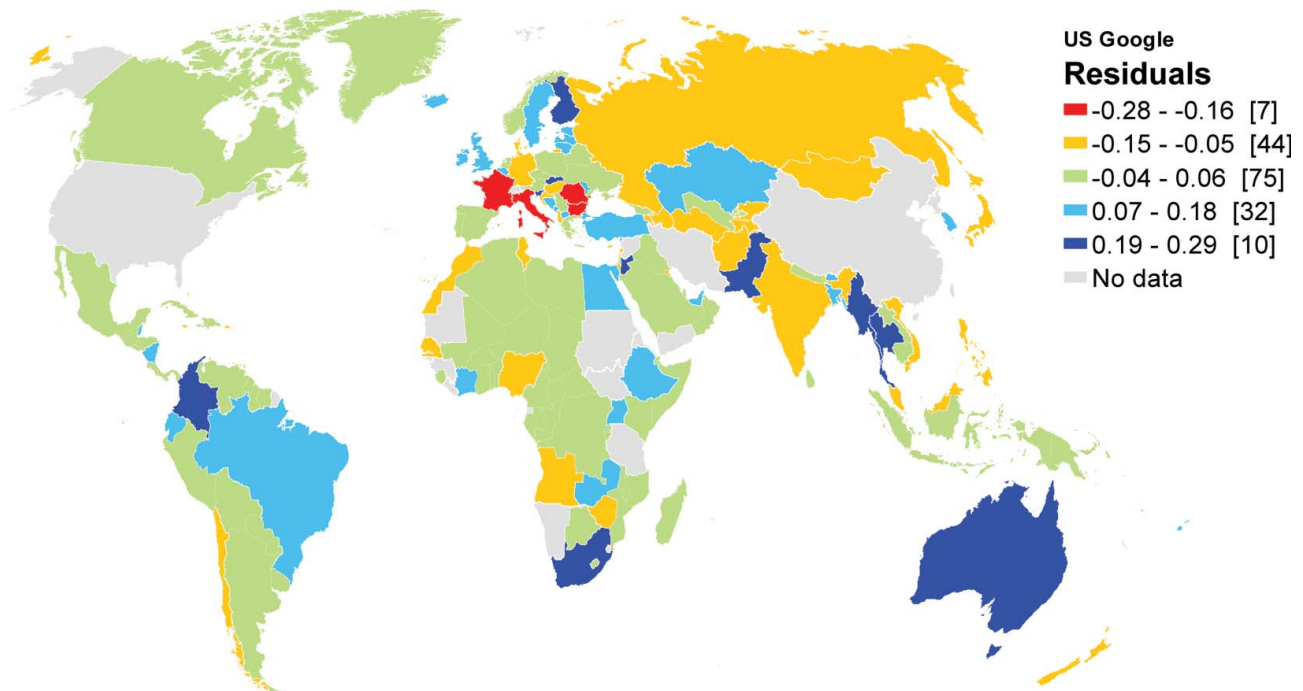 US Google
Residuals
-0.28 - -0.16 [7]
-0.15 - -0.05 [44]
-0.04 - 0.06 [75]
0.07 - 0.18 [32]
0.19 - 0.29 [10]
No data